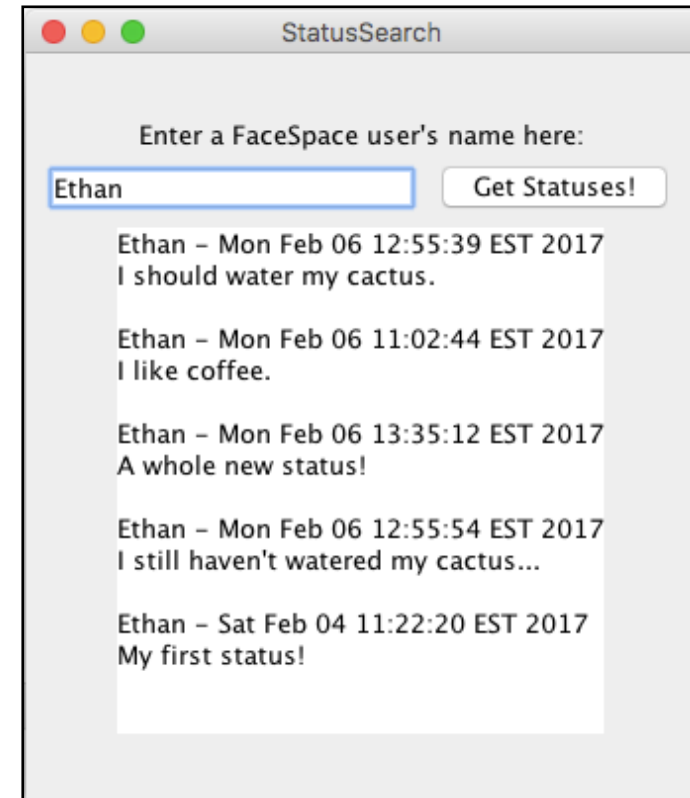 StatusSearch
Enter a FaceSpace user's name here:
Ethan
Get Statuses!
Ethan – Mon Feb 06 12:55:39 EST 2017
I should water my cactus.
Ethan – Mon Feb 06 11:02:44 EST 2017
I like coffee.
Ethan – Mon Feb 06 13:35:12 EST 2017
A whole new status!
Ethan – Mon Feb 06 12:55:54 EST 2017
I still haven't watered my cactus...
Ethan – Sat Feb 04 11:22:20 EST 2017
My first status!